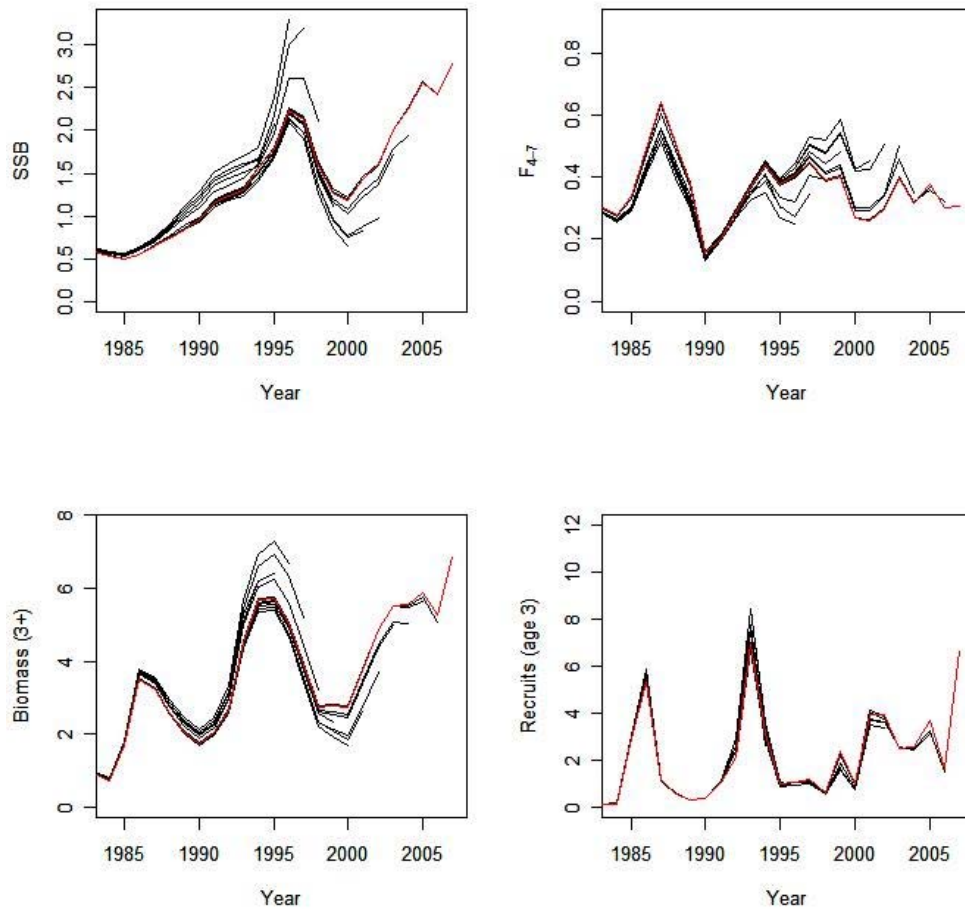 SSB
0.0 0.5 1.0 1.5 2.0 2.5 3.0
1985 1990 1995 2000 2005
Year
F4-7
0.0 0.2 0.4 0.6 0.8
1985 1990 1995 2000 2005
Year
Biomass (3+)
0 2 4 6 8
1985 1990 1995 2000 2005
Year
Recruits (age 3)
0 2 4 6 8 10 12
1985 1990 1995 2000 2005
Year